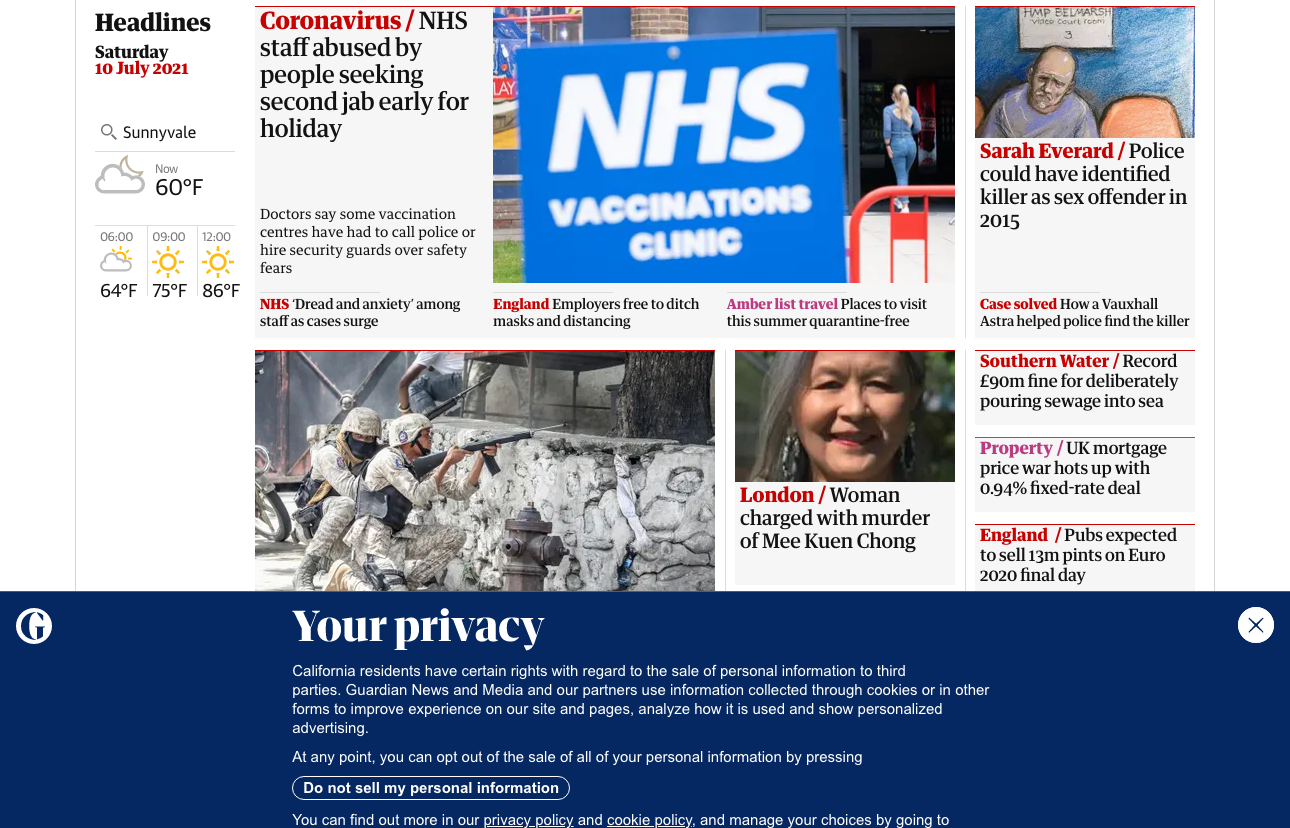 Headlines
Saturday
10 July 2021
Sunnyvale
Now
60°F
06:00
64°F
09:00
75°F
12:00
86°F
Coronavirus / NHS
staff abused by
people seeking
second jab early for
holiday
Doctors say some vaccination
centres have had to call police or
hire security guards over safety
fears
LAY
NHS
VACCINATIONS
CLINIC
NHS 'Dread and anxiety' among
staff as cases surge
England Employers free to ditch
masks and distancing
Amber list travel Places to visit
this summer quarantine-free
HMP BELMARSH
Video court room
3
Sarah Everard / Police
could have identified
killer as sex offender in
2015
Case solved How a Vauxhall
Astra helped police find the killer
London / Woman
charged with murder
of Mee Kuen Chong
Southern Water / Record
£90m fine for deliberately
pouring sewage into sea
Property / UK mortgage
price war hots up with
0.94% fixed-rate deal
England / Pubs expected
to sell 13m pints on Euro
2020 final day
G
Your privacy
California residents have certain rights with regard to the sale of personal information to third
parties. Guardian News and Media and our partners use information collected through cookies or in other
forms to improve experience on our site and pages, analyze how it is used and show personalized
advertising.
At any point, you can opt out of the sale of all of your personal information by pressing
Do not sell my personal information
You can find out more in our privacy policy and cookie policy, and manage your choices by going to